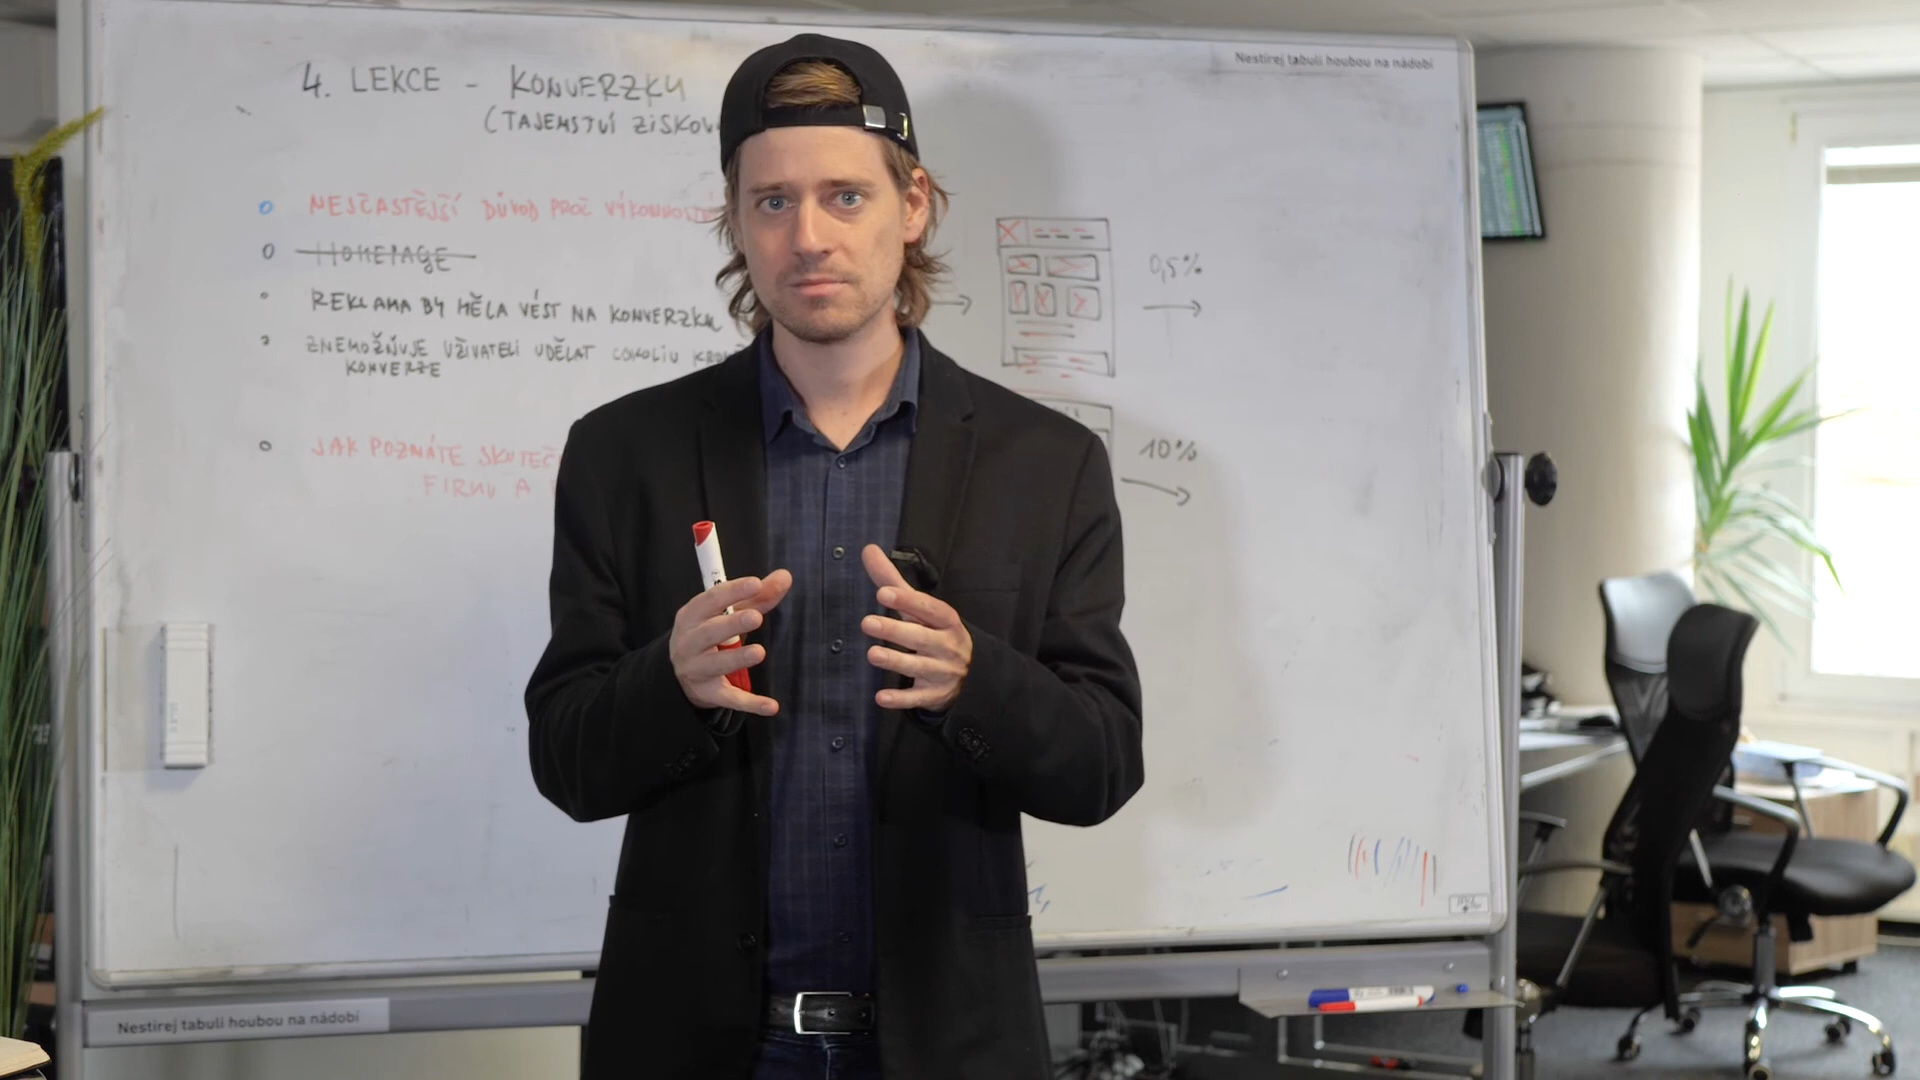 Nestírej tabuli houbou na nádobí
4. LEKCE - KONVERZKY
(TAJEMSTVÍ ZISKOV
NEJČASTĚJŠÍ DŮVOD PROČ VÝKONNOSTN
HOMEPAGE
REKLAMA BY MĚLA VÉST NA KONVERZKU
ZNEMOŽŇUJE UŽIVATELI UDĚLAT COKOLIV KROMĚ
KONVERZE
JAK POZNÁTE SKUTEČ
FIRMU A
0,5%
10%
Nestírej tabuli houbou na nádobí